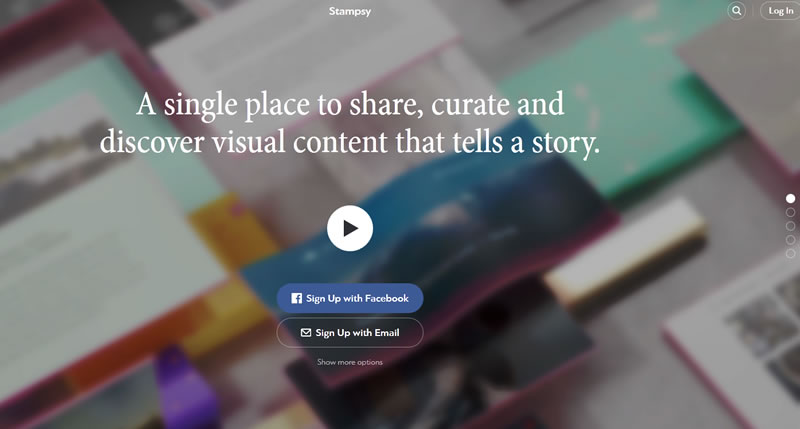 Stampsy
Log In
A single place to share, curate and
discover visual content that tells a story.
Sign Up with Facebook
Sign Up with Email
Show more options